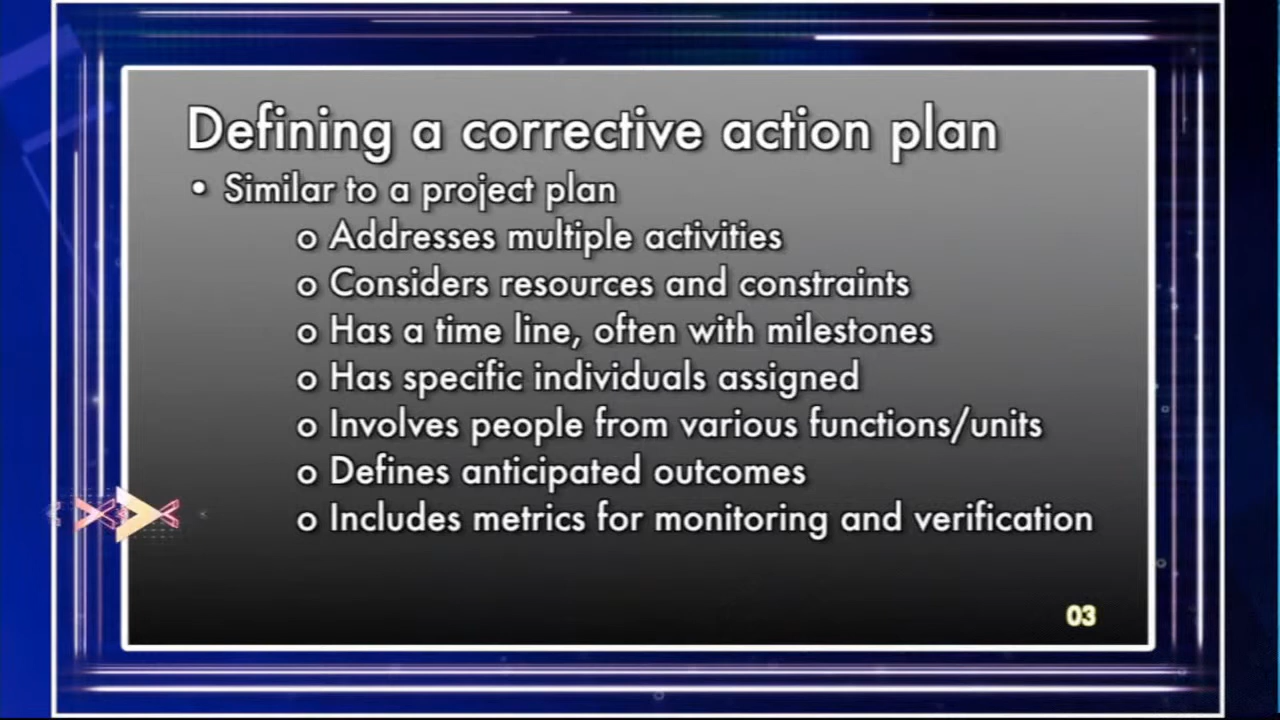 Defining a corrective action plan
• Similar to a project plan
o Addresses multiple activities
o Considers resources and constraints
o Has a time line, often with milestones
o Has specific individuals assigned
o Involves people from various functions/units
o Defines anticipated outcomes
o Includes metrics for monitoring and verification
03